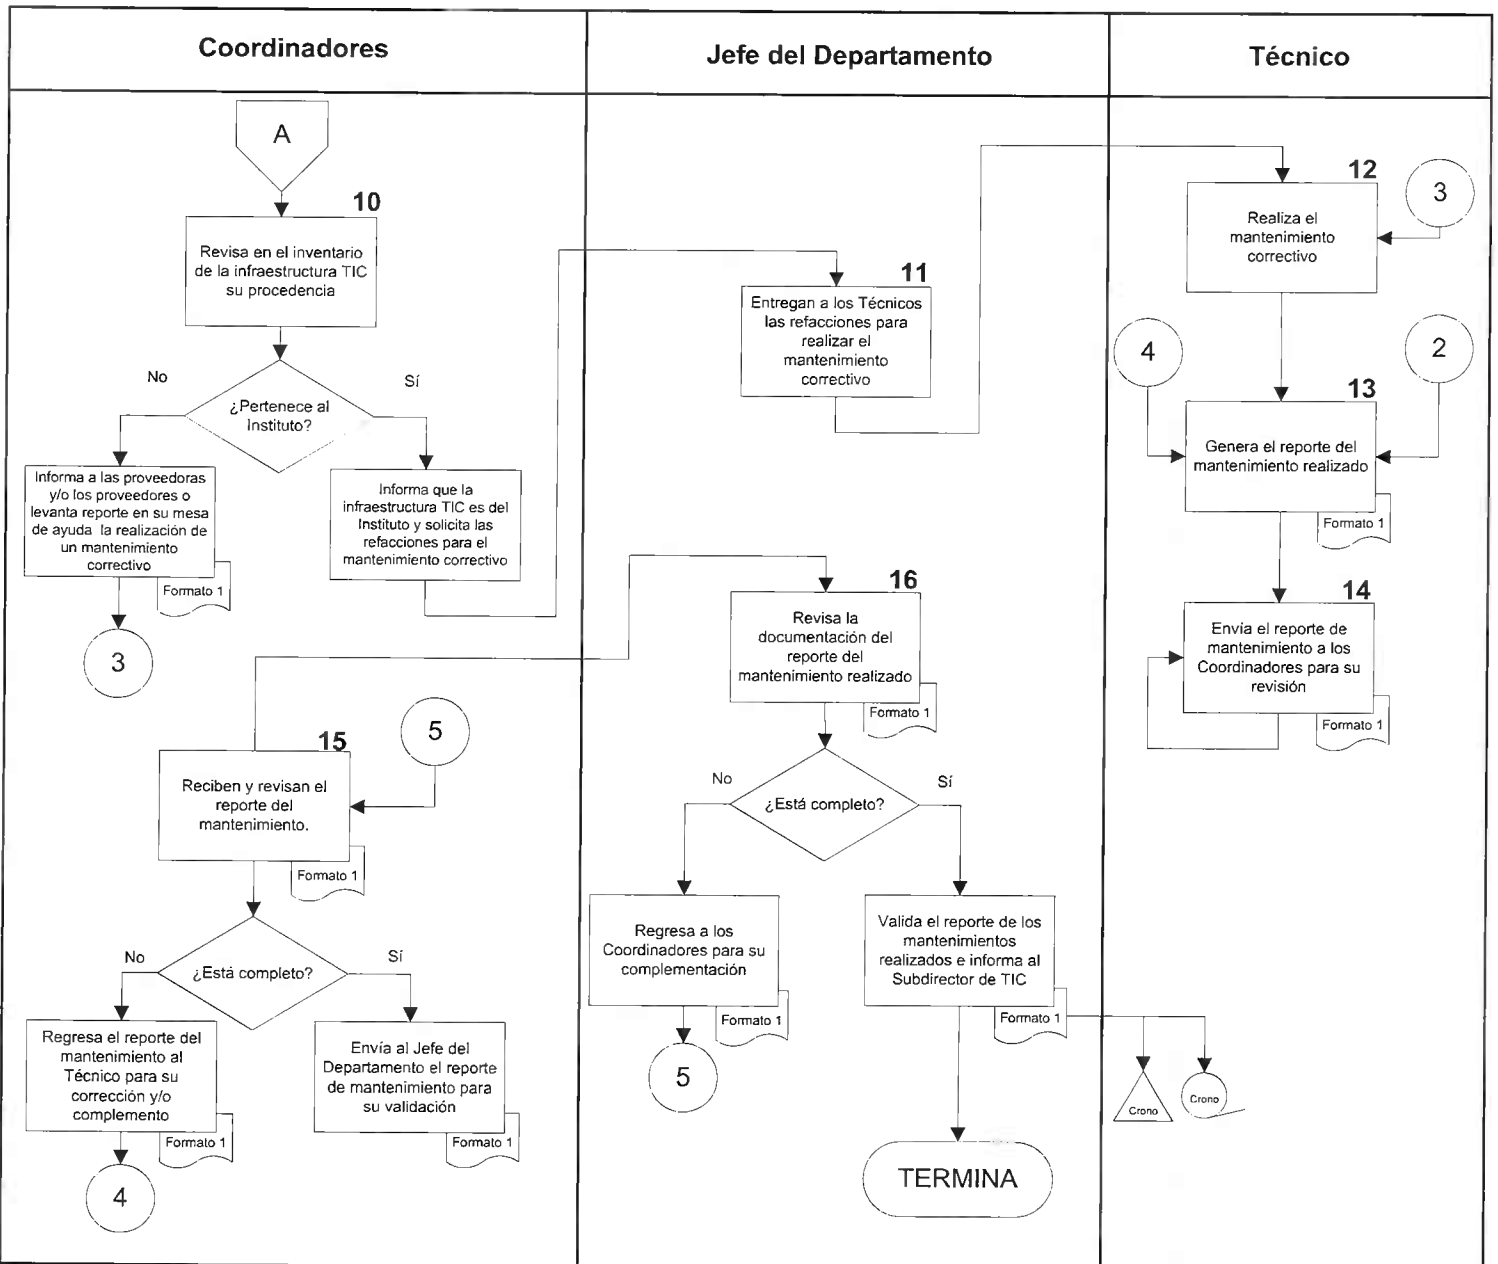 Coordinadores
Jefe del Departamento
Técnico
A
10
Revisa en el inventario
de la infraestructura TIC
su procedencia
¿Pertenece al
Instituto?
No
Sí
Informa a las proveedoras
y/o los proveedores o
levanta reporte en su mesa
de ayuda la realización de
un mantenimiento
correctivo
Formato 1
3
Informa que la
infraestructura TIC es del
Instituto y solicita las
refacciones para el
mantenimiento correctivo
11
Entregan a los Técnicos
las refacciones para
realizar el
mantenimiento
correctivo
12
Realiza el
mantenimiento
correctivo
3
4
2
13
Genera el reporte del
mantenimiento realizado
Formato 1
14
Envía el reporte de
mantenimiento a los
Coordinadores para su
revisión
Formato 1
15
5
Reciben y revisan el
reporte del
mantenimiento.
Formato 1
¿Está completo?
No
Sí
Regresa el reporte del
mantenimiento al
Técnico para su
corrección y/o
complemento
Formato 1
4
Envía al Jefe del
Departamento el reporte
de mantenimiento para
su validación
Formato 1
16
Revisa la
documentación del
reporte del
mantenimiento realizado
Formato 1
¿Está completo?
No
Sí
Regresa a los
Coordinadores para su
complementación
Formato 1
5
Valida el reporte de los
mantenimientos
realizados e informa al
Subdirector de TIC
Formato 1
Crono
Crono
TERMINA